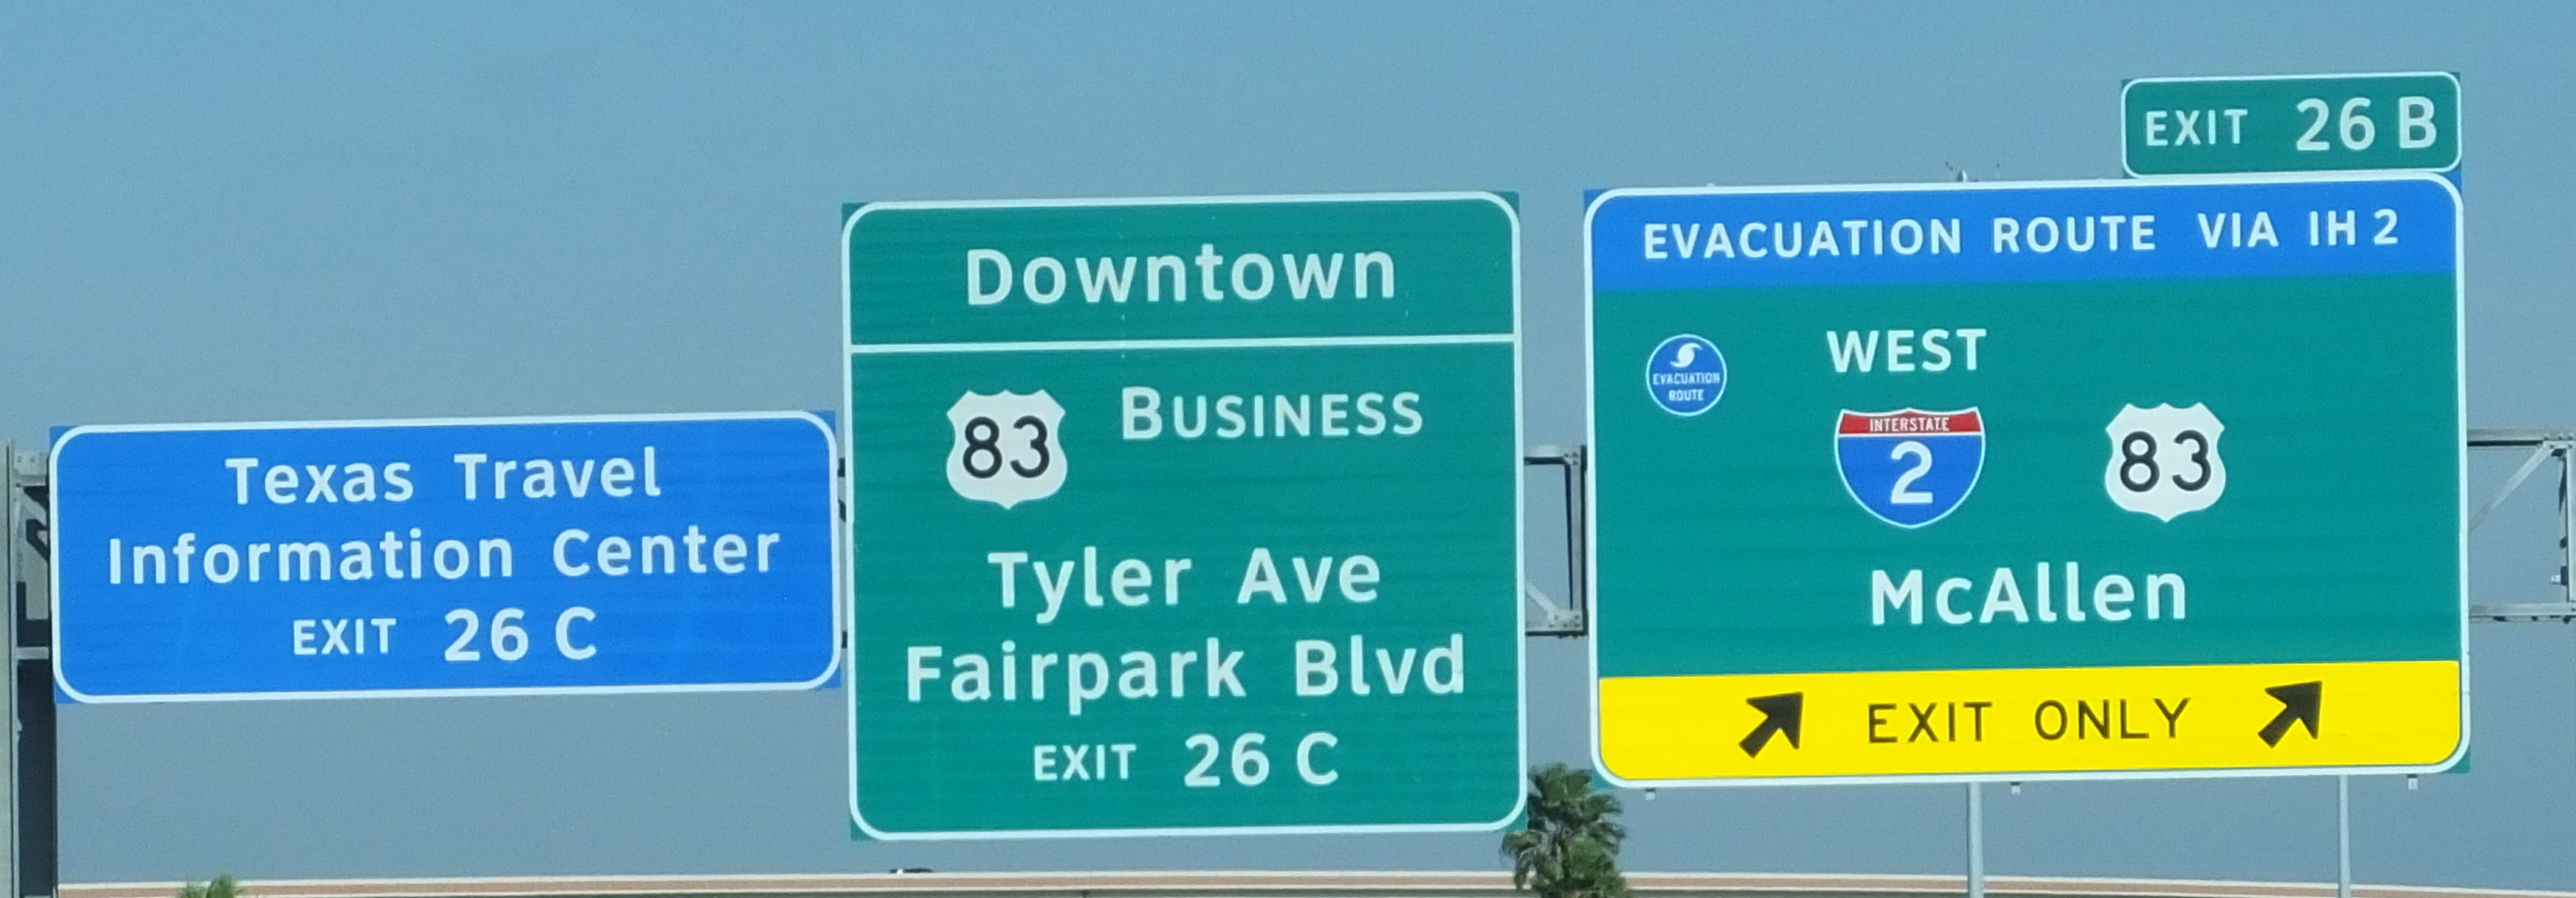 Texas Travel
Information Center
EXIT 26 C
Downtown
83 BUSINESS
Tyler Ave
Fairpark Blvd
EXIT 26 C
EXIT 26 B
EVACUATION ROUTE VIA IH 2
EVACUATION
ROUTE
WEST
INTERSTATE
2 83
McAllen
EXIT ONLY